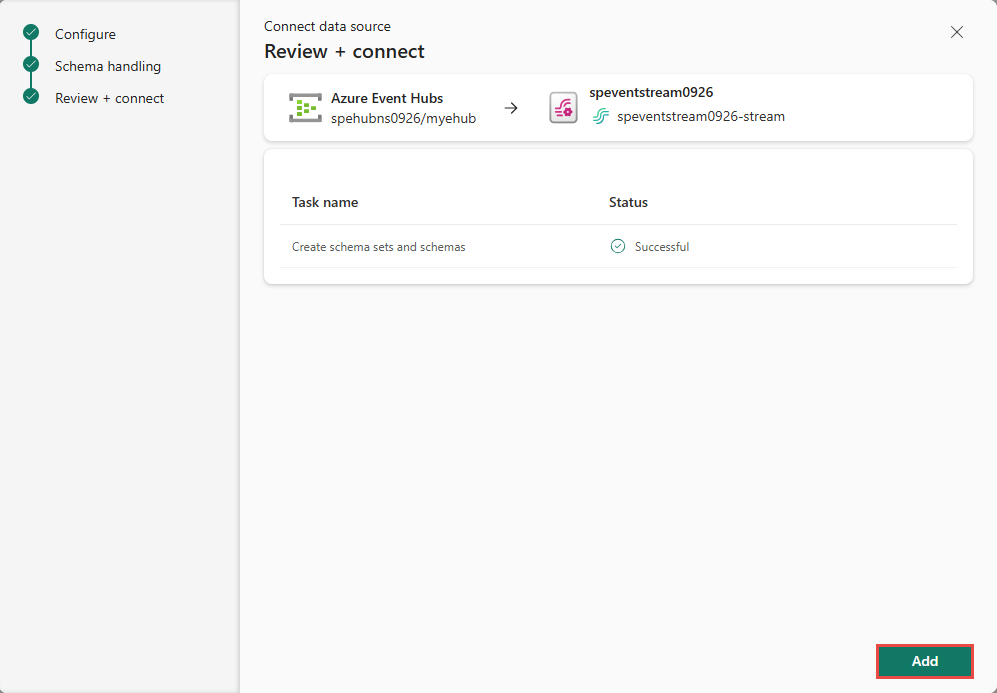 Configure
Schema handling
Review + connect
Connect data source
Review + connect
Azure Event Hubs
spehubns0926/myehub
speventstream0926
speventstream0926-stream
Task name Status
Create schema sets and schemas Successful
Add